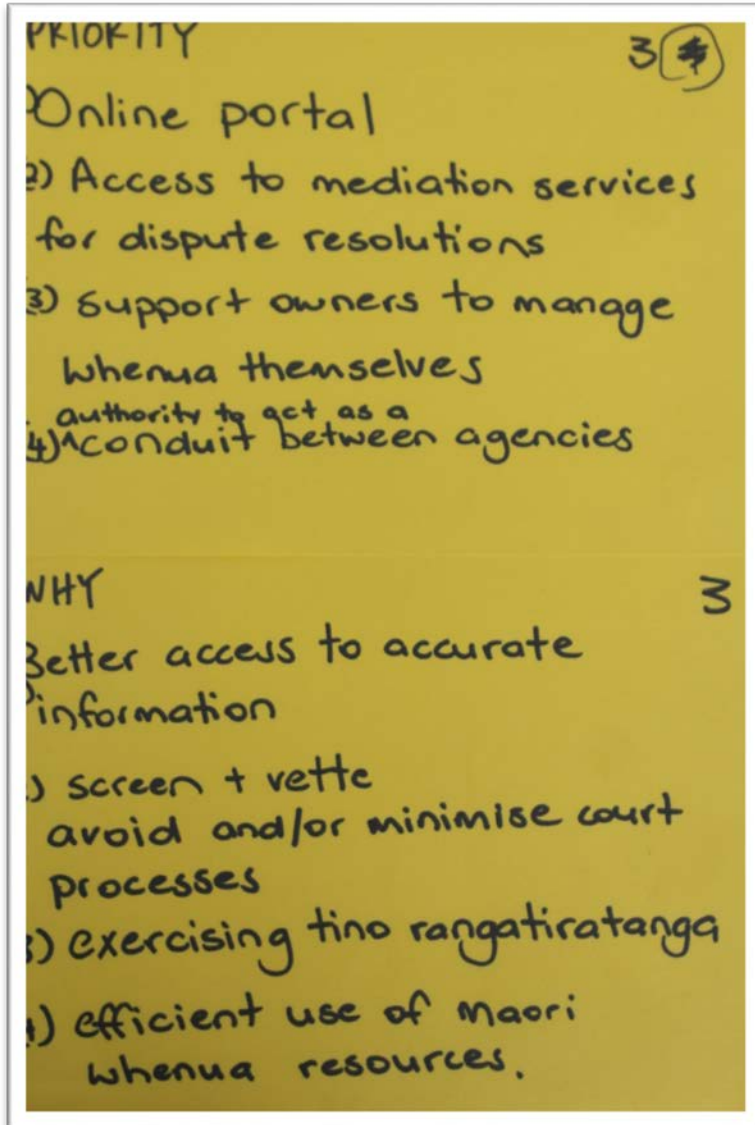 PRIORITY 3
Online portal
2) Access to mediation services
for dispute resolutions
3) support owners to manage
whenua themselves
authority to act as a
4) ^conduit between agencies
WHY 3
Better access to accurate
information
) screen + vette
avoid and/or minimise court
processes
3) exercising tino rangatiratanga
4) efficient use of maori
whenua resources.